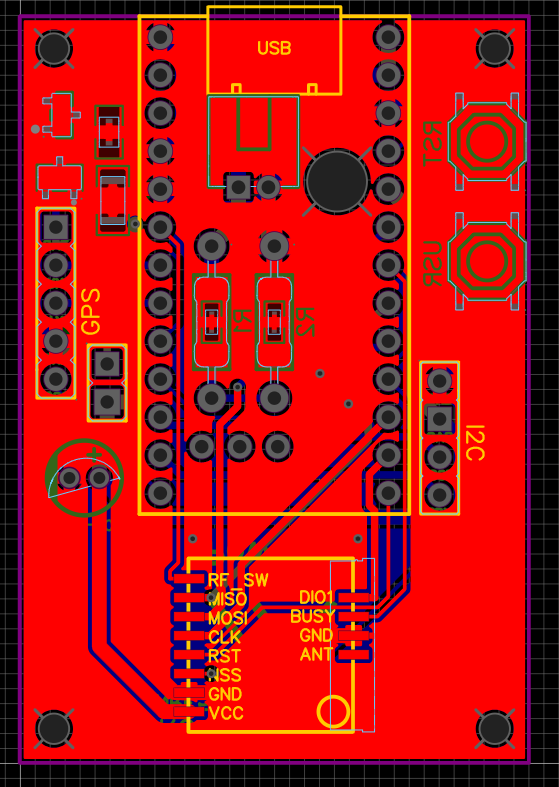 USB
RST
USR
GPS
R1
R2
I2C
RF_SW
MISO
MOSI
CLK
RST
NSS
GND
VCC
DIO1
BUSY
GND
ANT
+